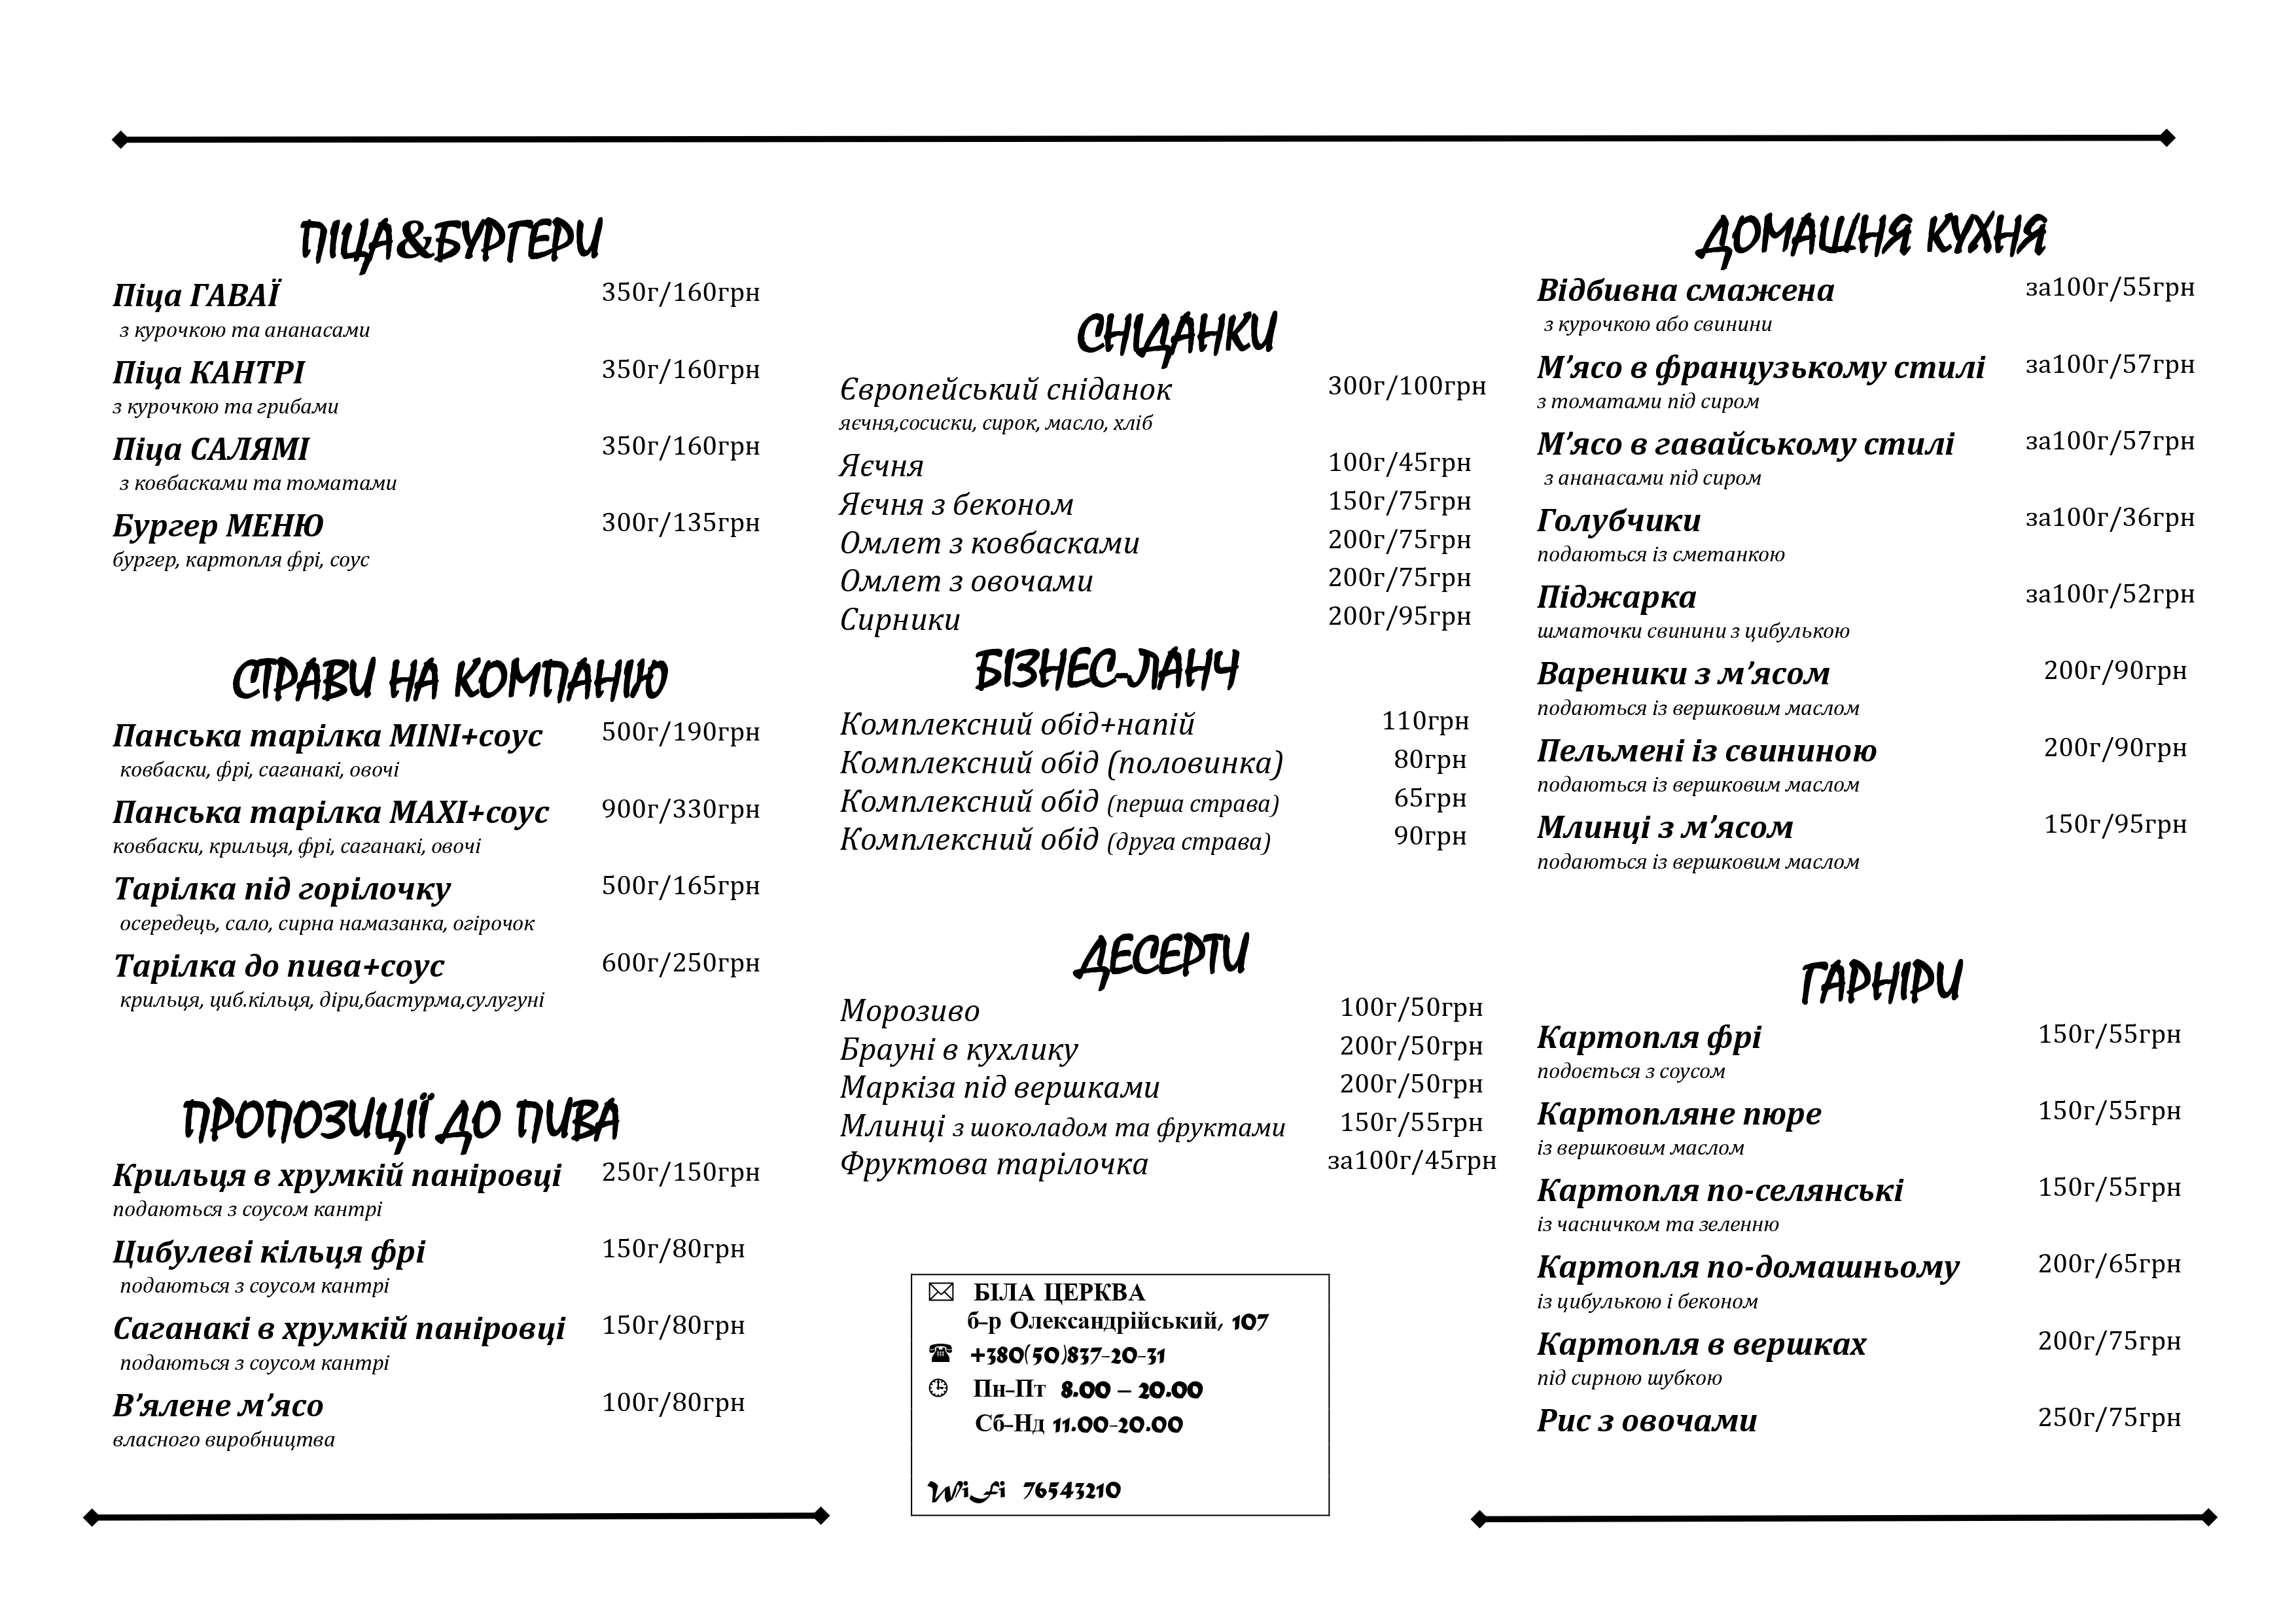 ПІЦА&БУРГЕРИ
Піца ГАВАЇ 350г/160грн
з курочкою та ананасами
Піца КАНТРІ 350г/160грн
з курочкою та грибами
Піца САЛЯМІ 350г/160грн
з ковбасками та томатами
Бургер МЕНЮ 300г/135грн
бургер, картопля фрі, соус
СТРАВИ НА КОМПАНІЮ
Панська тарілка MINI+соус 500г/190грн
ковбаски, фрі, саганакі, овочі
Панська тарілка MAXI+соус 900г/330грн
ковбаски, крильця, фрі, саганакі, овочі
Тарілка під горілочку 500г/165грн
осередець, сало, сирна намазанка, огірочок
Тарілка до пива+соус 600г/250грн
крильця, циб.кільця, діри,бастурма,сулугуні
ПРОПОЗИЦІЇ ДО ПИВА
Крильця в хрумкій паніровці 250г/150грн
подаються з соусом кантрі
Цибулеві кільця фрі 150г/80грн
подаються з соусом кантрі
Саганакі в хрумкій паніровці 150г/80грн
подаються з соусом кантрі
В’ялене м’ясо 100г/80грн
власного виробництва
СНІДАНКИ
Європейський сніданок 300г/100грн
яєчня,сосиски, сирок, масло, хліб
Яєчня 100г/45грн
Яєчня з беконом 150г/75грн
Омлет з ковбасками 200г/75грн
Омлет з овочами 200г/75грн
Сирники 200г/95грн
БІЗНЕС-ЛАНЧ
Комплексний обід+напій 110грн
Комплексний обід (половинка) 80грн
Комплексний обід (перша страва) 65грн
Комплексний обід (друга страва) 90грн
ДЕСЕРТИ
Морозиво 100г/50грн
Брауні в кухлику 200г/50грн
Маркіза під вершками 200г/50грн
Млинці з шоколадом та фруктами 150г/55грн
Фруктова тарілочка за100г/45грн
БІЛА ЦЕРКВА
б-р Олександрійський, 107
+380(50)837-20-31
Пн-Пт 8.00 – 20.00
Сб-Нд 11.00-20.00
WiFi 76543210
ДОМАШНЯ КУХНЯ
Відбивна смажена за100г/55грн
з курочкою або свинини
М’ясо в французькому стилі за100г/57грн
з томатами під сиром
М’ясо в гавайському стилі за100г/57грн
з ананасами під сиром
Голубчики за100г/36грн
подаються із сметанкою
Піджарка за100г/52грн
шматочки свинини з цибулькою
Вареники з м’ясом 200г/90грн
подаються із вершковим маслом
Пельмені із свининою 200г/90грн
подаються із вершковим маслом
Млинці з м’ясом 150г/95грн
подаються із вершковим маслом
ГАРНІРИ
Картопля фрі 150г/55грн
подоється з соусом
Картопляне пюре 150г/55грн
із вершковим маслом
Картопля по-селянські 150г/55грн
із часничком та зеленню
Картопля по-домашньому 200г/65грн
із цибулькою і беконом
Картопля в вершках 200г/75грн
під сирною шубкою
Рис з овочами 250г/75грн